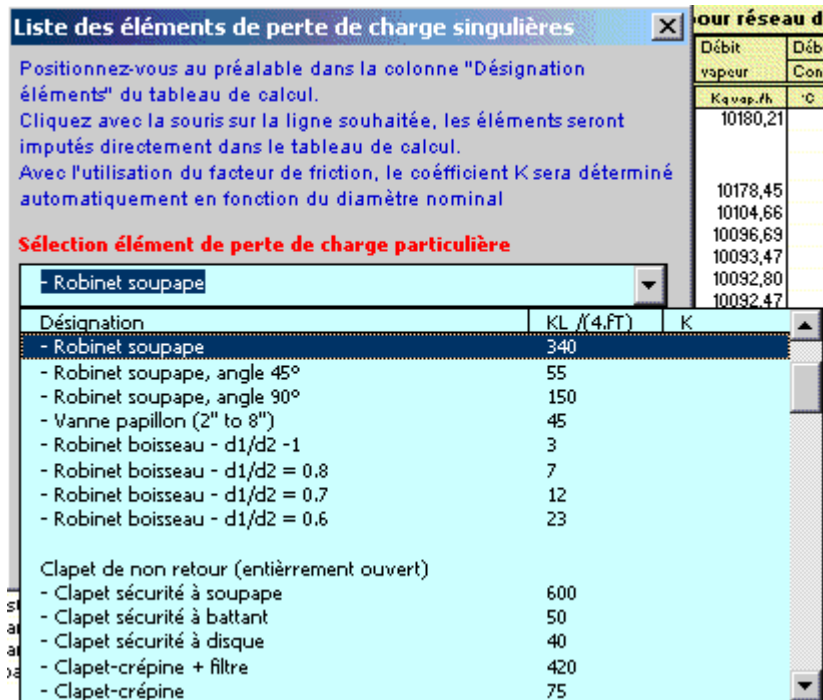 Liste des éléments de perte de charge singulières
Positionnez-vous au préalable dans la colonne "Désignation
éléments" du tableau de calcul.
Cliquez avec la souris sur la ligne souhaitée, les éléments seront
imputés directement dans le tableau de calcul.
Avec l'utilisation du facteur de friction, le coéfficient K sera déterminé
automatiquement en fonction du diamètre nominal
Sélection élément de perte de charge particulière
- Robinet soupape
Désignation KL /(4.fT) K
- Robinet soupape 340
- Robinet soupape, angle 45° 55
- Robinet soupape, angle 90° 150
- Vanne papillon (2" to 8") 45
- Robinet boisseau - d1/d2 -1 3
- Robinet boisseau - d1/d2 = 0.8 7
- Robinet boisseau - d1/d2 = 0.7 12
- Robinet boisseau - d1/d2 = 0.6 23
Clapet de non retour (entièrrement ouvert)
- Clapet sécurité à soupape 600
- Clapet sécurité à battant 50
- Clapet sécurité à disque 40
- Clapet-crépine + filtre 420
- Clapet-crépine 75
our réseau d
Débit Déb
vapeur Con
Kg vap./h °C
10180,21
10178,45
10104,66
10096,69
10093,47
10092,80
10092,47